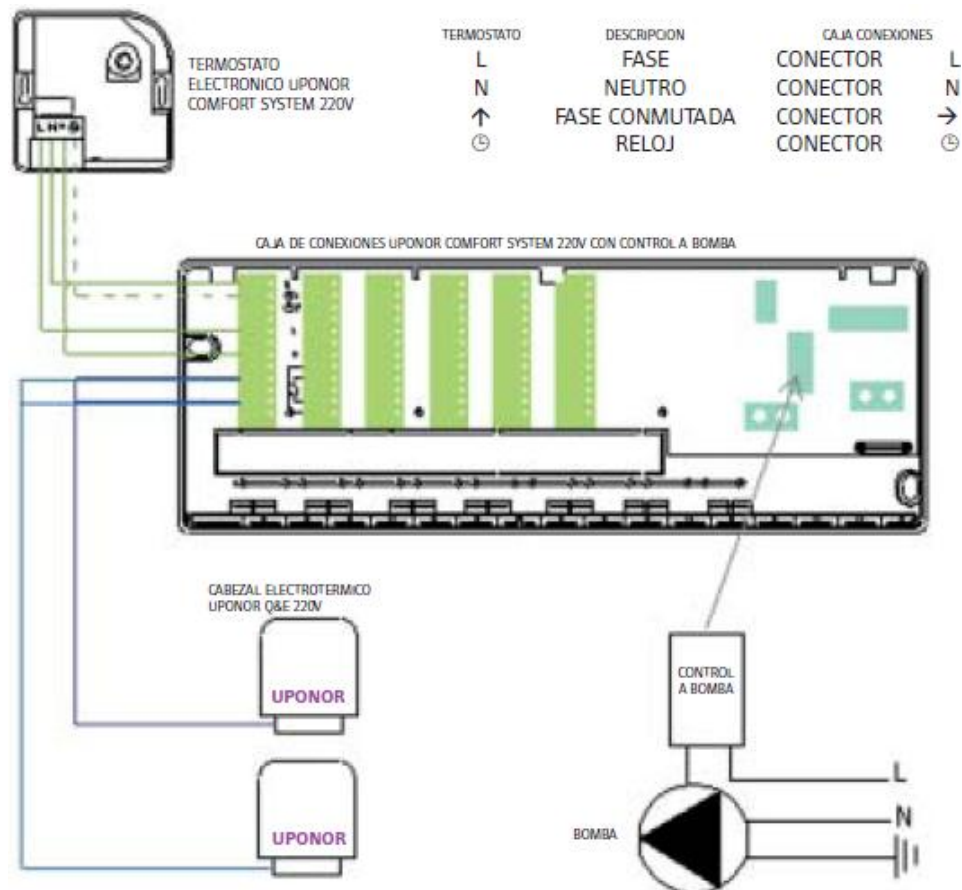 TERMOSTATO DESCRIPCION CAJA CONEXIONES
L FASE CONECTOR L
N NEUTRO CONECTOR N
↑ FASE CONMUTADA CONECTOR →
RELOJ CONECTOR
TERMOSTATO
ELECTRONICO UPONOR
COMFORT SYSTEM 220V
L N
CAJA DE CONEXIONES UPONOR COMFORT SYSTEM 220V CON CONTROL A BOMBA
CABEZAL ELECTROTERMICO
UPONOR Q&E 220V
UPONOR
UPONOR
CONTROL
A BOMBA
L
N
BOMBA